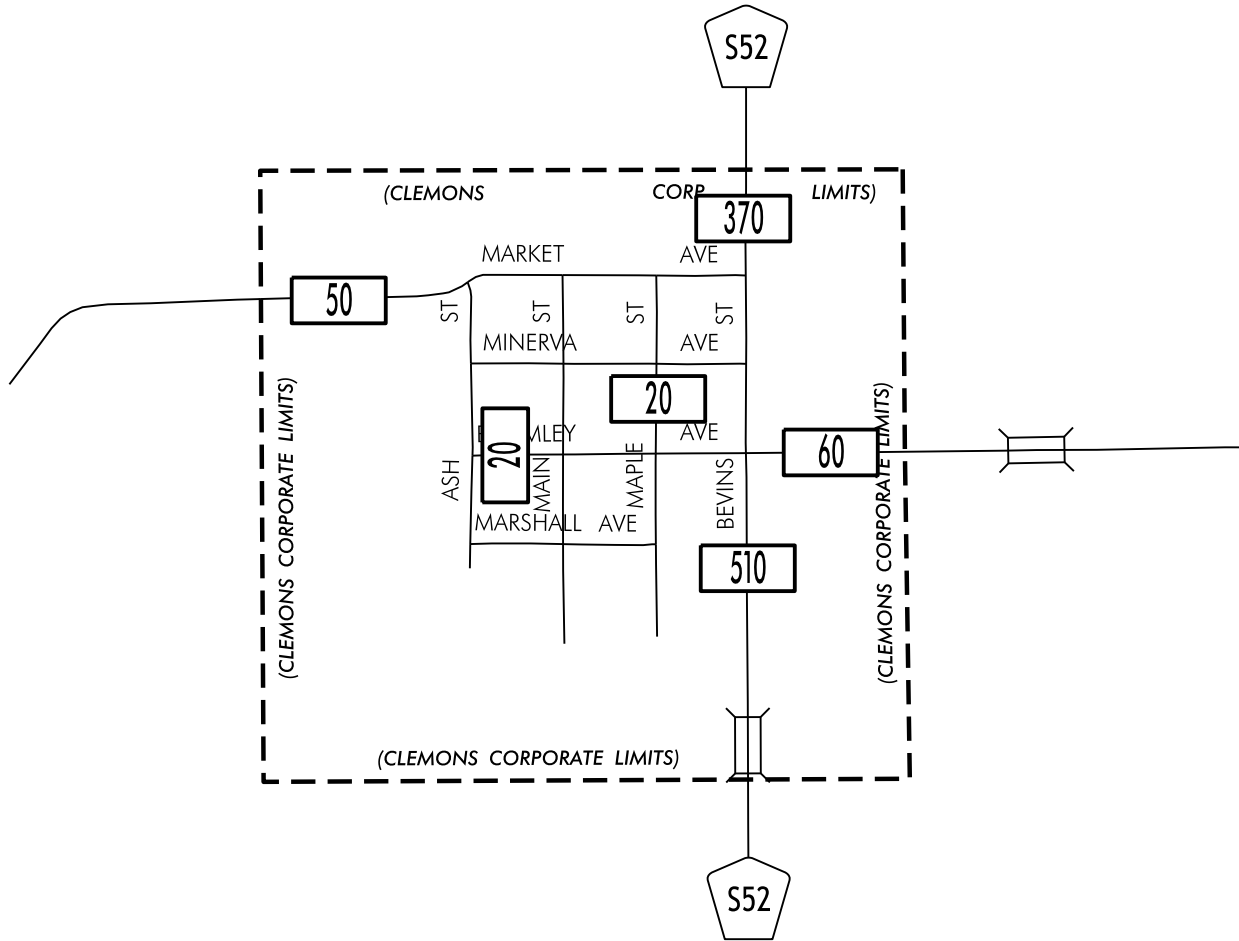 S52
(CLEMONS CORP LIMITS)
370
MARKET AVE
50
ST ST ST ST
MINERVA AVE
20
AVE
20
60
ASH MAIN MAPLE BEVINS
MARSHALL AVE
510
(CLEMONS CORPORATE LIMITS)
(CLEMONS CORPORATE LIMITS)
(CLEMONS CORPORATE LIMITS)
S52